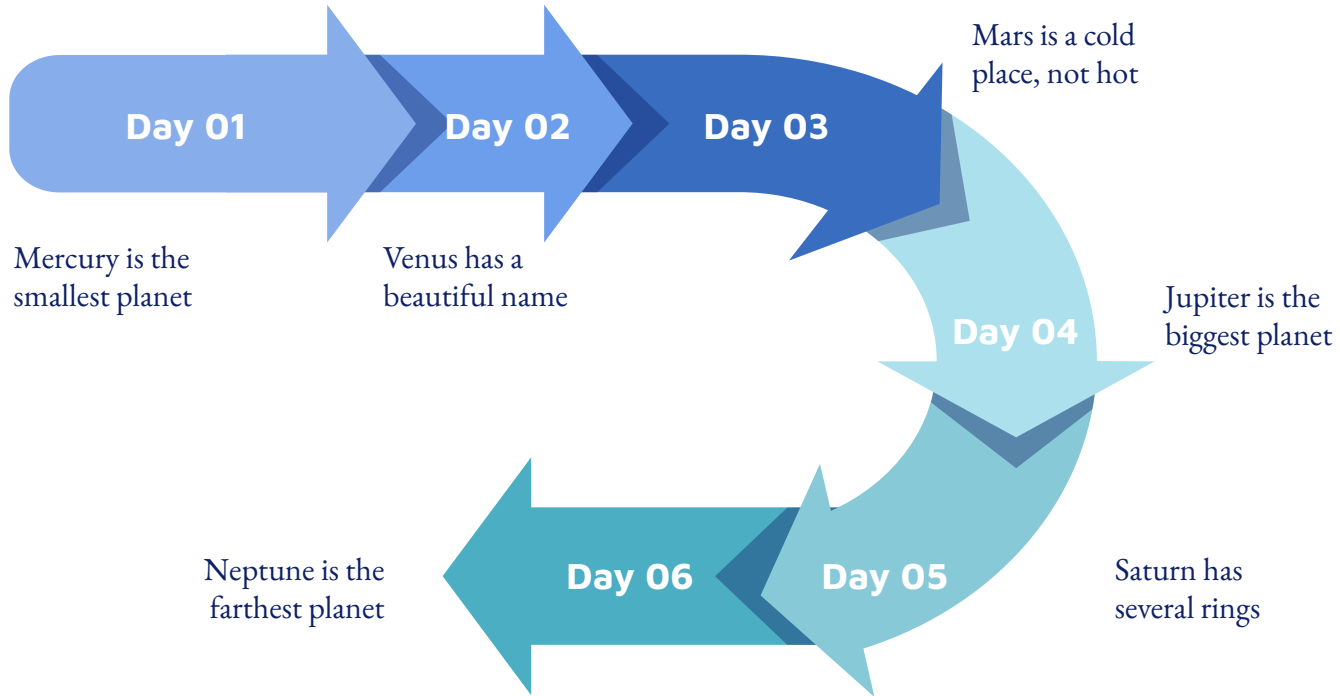 Day 01
Mercury is the
smallest planet
Day 02
Venus has a
beautiful name
Day 03
Mars is a cold
place, not hot
Day 04
Jupiter is the
biggest planet
Day 05
Saturn has
several rings
Day 06
Neptune is the
farthest planet